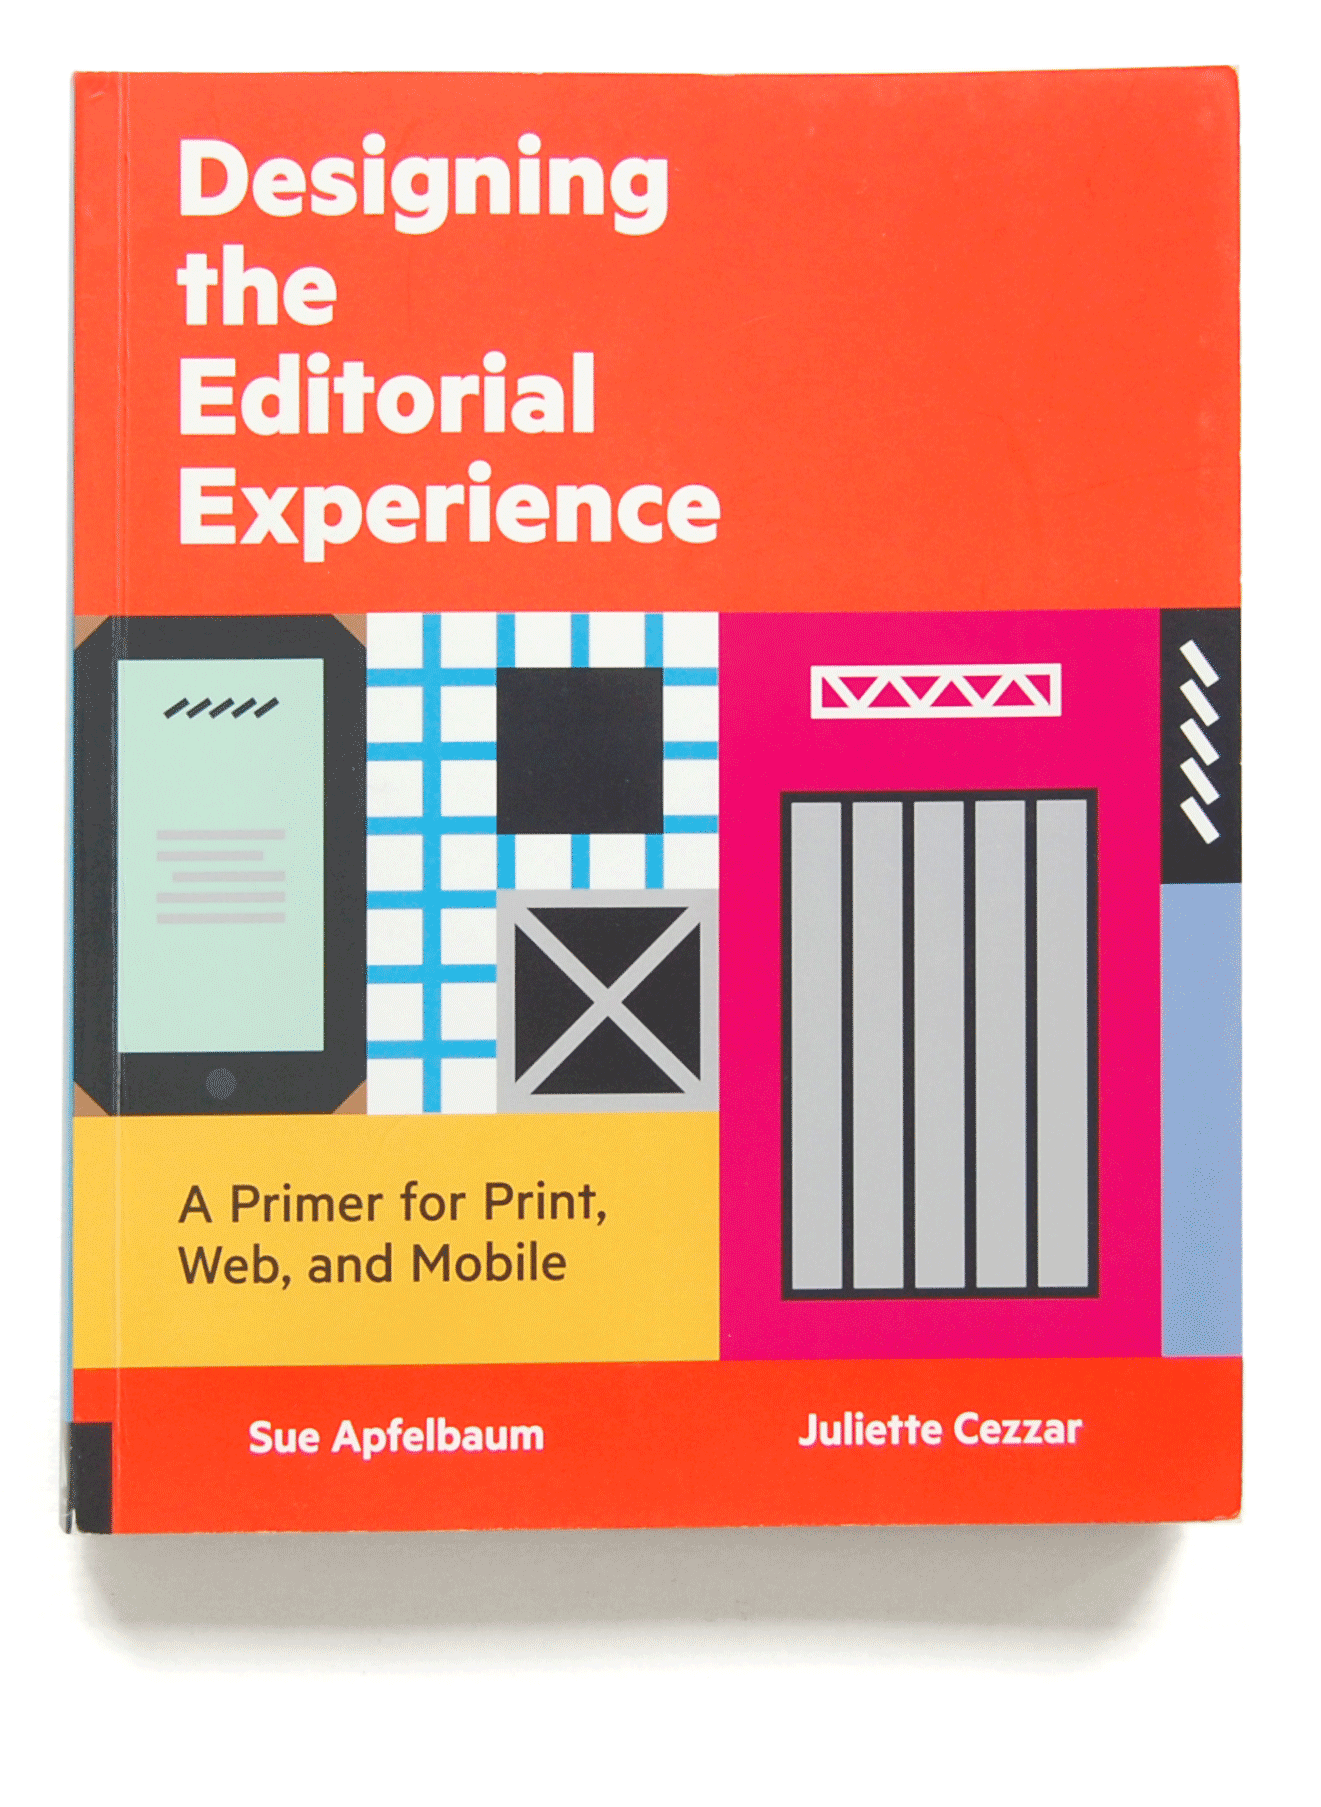 Designing
the
Editorial
Experience
A Primer for Print,
Web, and Mobile
Sue Apfelbaum
Juliette Cezzar